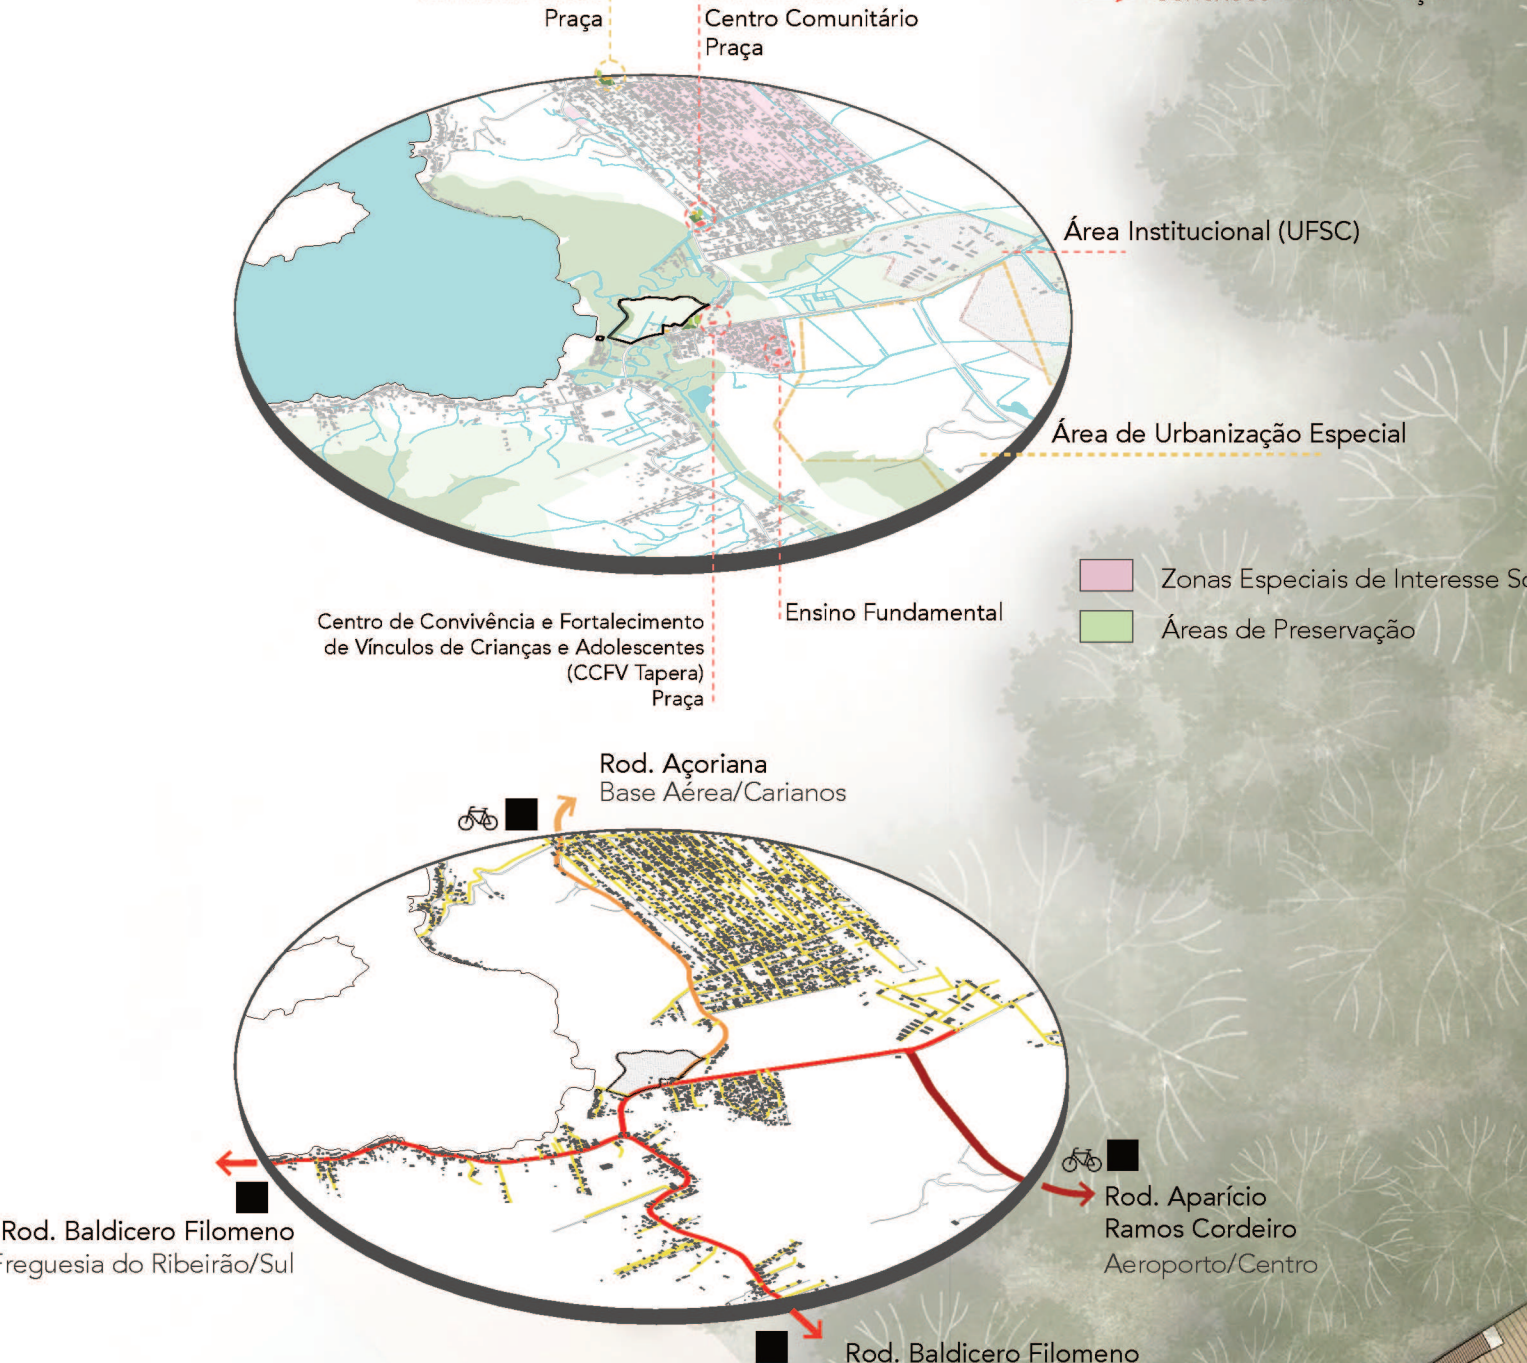 Praça
Centro Comunitário
Praça
Área Institucional (UFSC)
Área de Urbanização Especial
Zonas Especiais de Interesse
Áreas de Preservação
Ensino Fundamental
Centro de Convivência e Fortalecimento
de Vínculos de Crianças e Adolescentes
(CCFV Tapera)
Praça
Rod. Açoriana
Base Aérea/Carianos
Rod. Aparício
Ramos Cordeiro
Aeroporto/Centro
Rod. Baldicero Filomeno
Freguesia do Ribeirão/Sul
Rod. Baldicero Filomeno